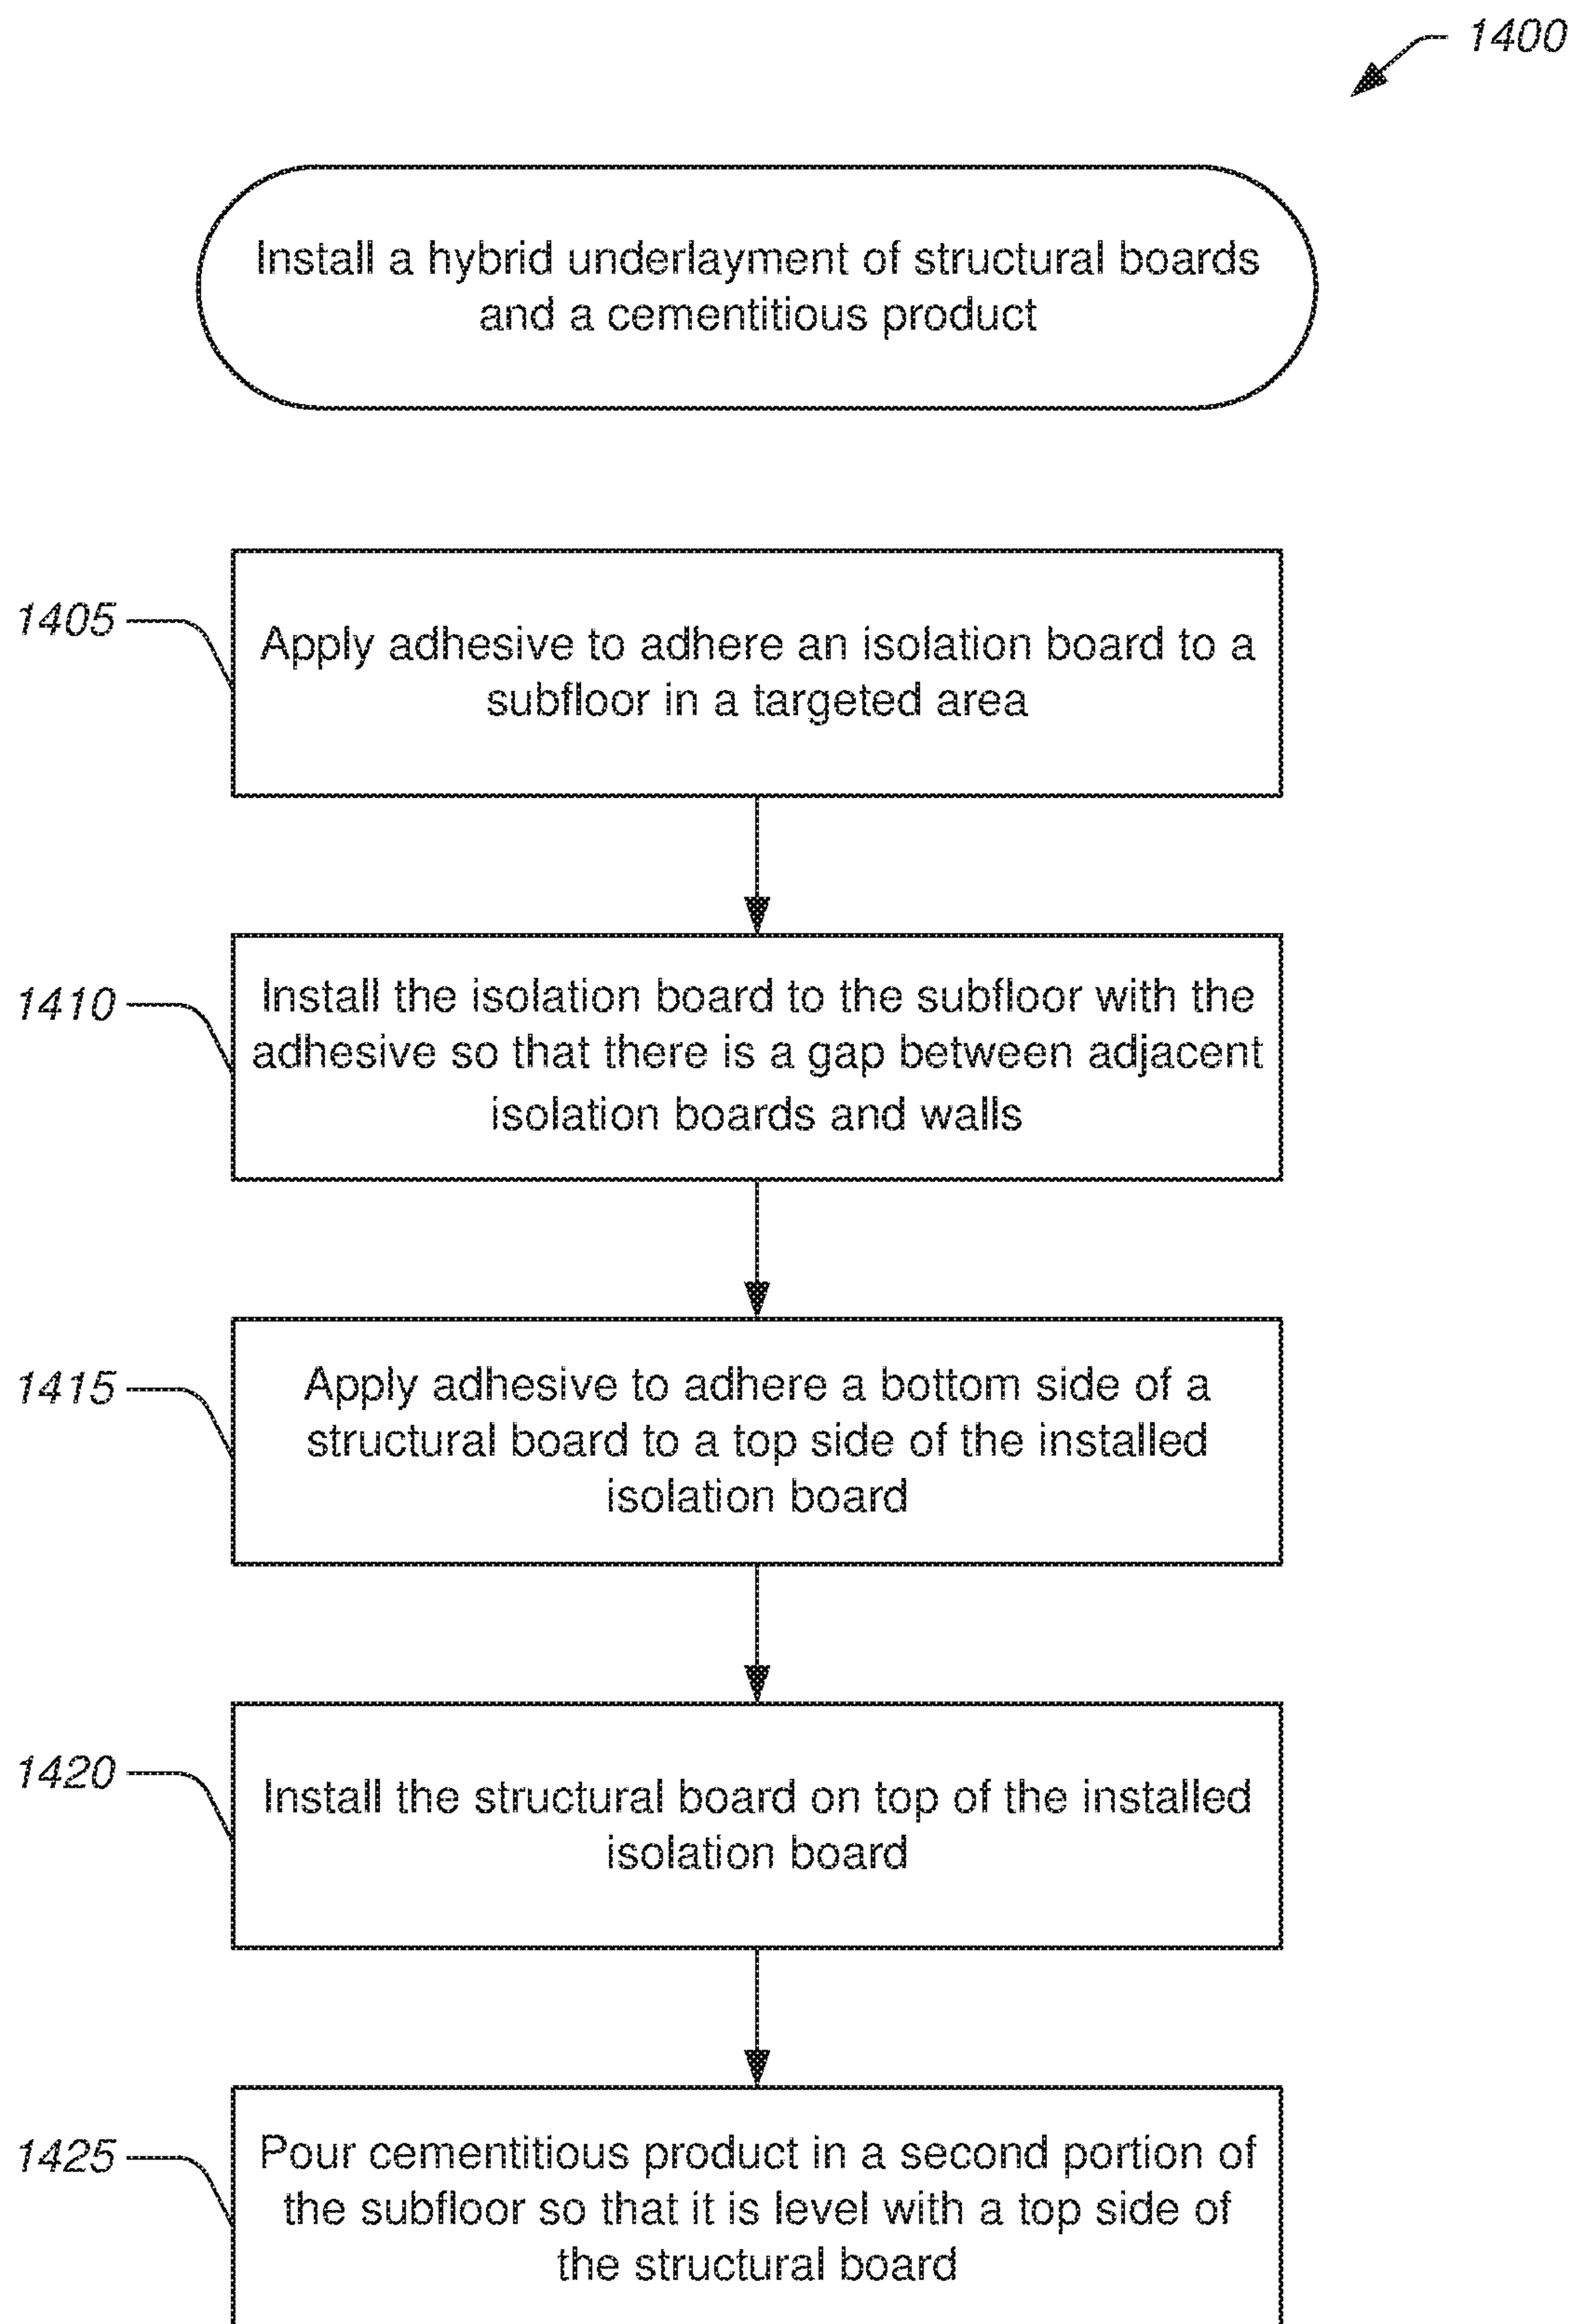 1400
Install a hybrid underlayment of structural boards
and a cementitious product
1405
Apply adhesive to adhere an isolation board to a
subfloor in a targeted area
1410
Install the isolation board to the subfloor with the
adhesive so that there is a gap between adjacent
isolation boards and walls
1415
Apply adhesive to adhere a bottom side of a
structural board to a top side of the installed
isolation board
1420
Install the structural board on top of the installed
isolation board
1425
Pour cementitious product in a second portion of
the subfloor so that it is level with a top side of
the structural board